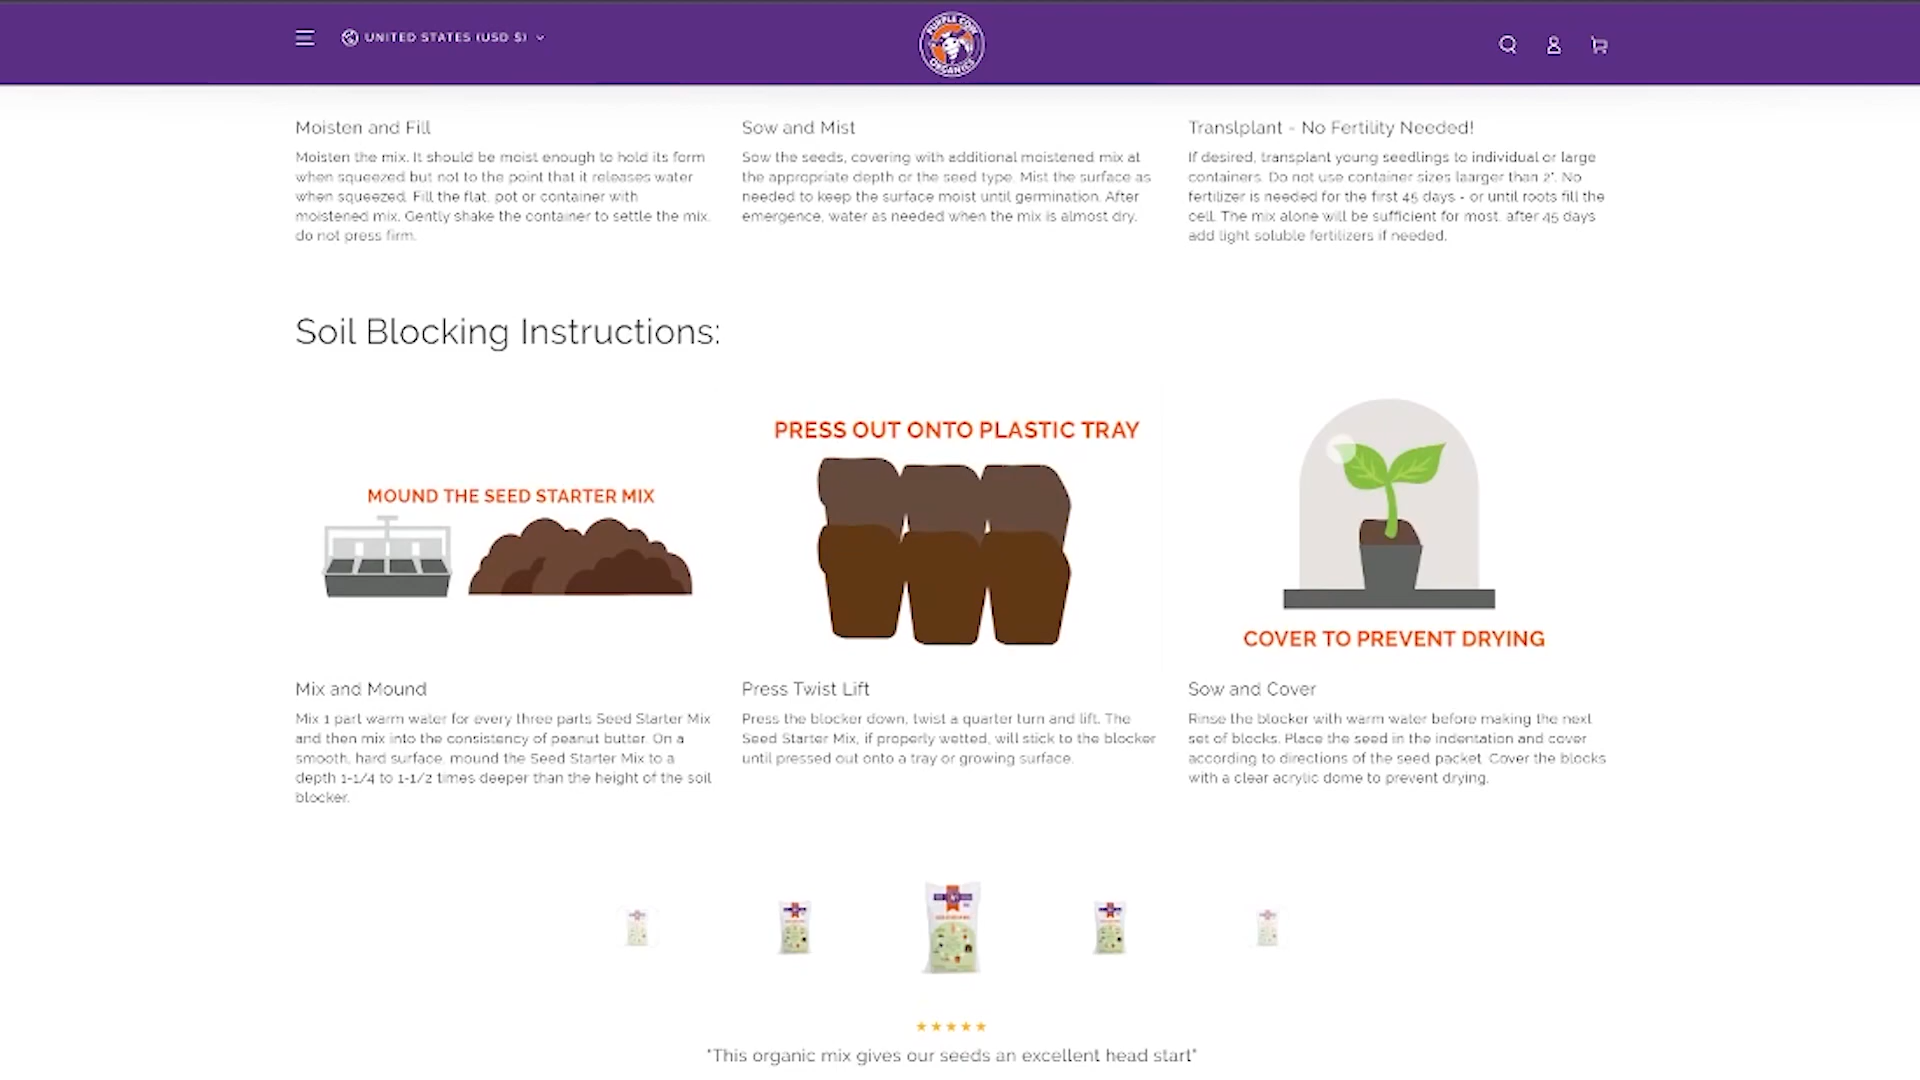 UNITED STATES (USD $)
PURPLE COW
ORGANICS
Moisten and Fill
Moisten the mix. It should be moist enough to hold its form
when squeezed but not to the point that it releases water
when squeezed. Fill the flat, pot or container with
moistened mix. Gently shake the container to settle the mix,
do not press firm.
Sow and Mist
Sow the seeds, covering with additional moistened mix at
the appropriate depth or the seed type. Mist the surface as
needed to keep the surface moist until germination. After
emergence, water as needed when the mix is almost dry.
Translplant - No Fertility Needed!
If desired, transplant young seedlings to individual or large
containers. Do not use container sizes laarger than 2". No
fertilizer is needed for the first 45 days - or until roots fill the
cell. The mix alone will be sufficient for most, after 45 days
add light soluble fertilizers if needed.
Soil Blocking Instructions:
MOUND THE SEED STARTER MIX
PRESS OUT ONTO PLASTIC TRAY
COVER TO PREVENT DRYING
Mix and Mound
Mix 1 part warm water for every three parts Seed Starter Mix
and then mix into the consistency of peanut butter. On a
smooth, hard surface, mound the Seed Starter Mix to a
depth 1-1/4 to 1-1/2 times deeper than the height of the soil
blocker.
Press Twist Lift
Press the blocker down, twist a quarter turn and lift. The
Seed Starter Mix, if properly wetted, will stick to the blocker
until pressed out onto a tray or growing surface.
Sow and Cover
Rinse the blocker with warm water before making the next
set of blocks. Place the seed in the indentation and cover
according to directions of the seed packet. Cover the blocks
with a clear acrylic dome to prevent drying.
"This organic mix gives our seeds an excellent head start"